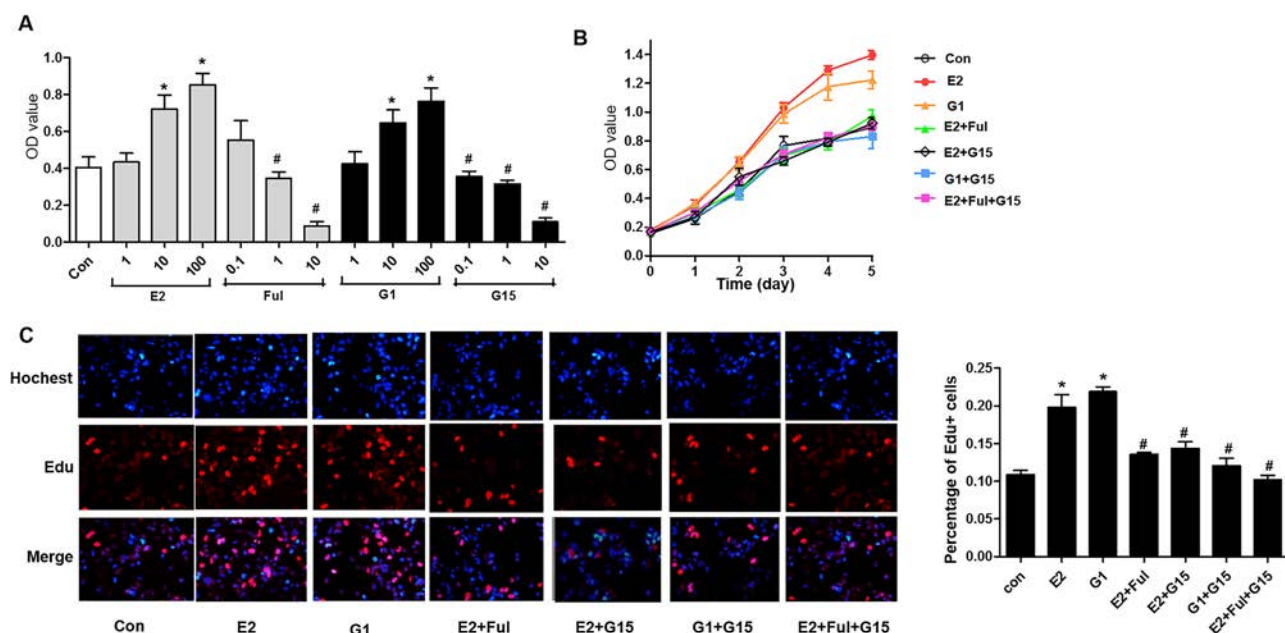 A
OD value
1.0
0.8
0.6
0.4
0.2
0.0
* * # # * * # # #
Con 1 10 100 0.1 1 10 1 10 100 0.1 1 10
E2 Ful G1 G15
B
OD value
1.4
1.2
1.0
0.8
0.6
0.4
0.2
0.0
0 1 2 3 4 5
Time (day)
Con
E2
G1
E2+Ful
E2+G15
G1+G15
E2+Ful+G15
C
Hochest
Edu
Merge
Con E2 G1 E2+Ful E2+G15 G1+G15 E2+Ful+G15
Percentage of Edu+ cells
0.25
0.20
0.15
0.10
0.05
0.00
* * # # # #
con E2 G1 E2+Ful E2+G15 G1+G15 E2+Ful+G15